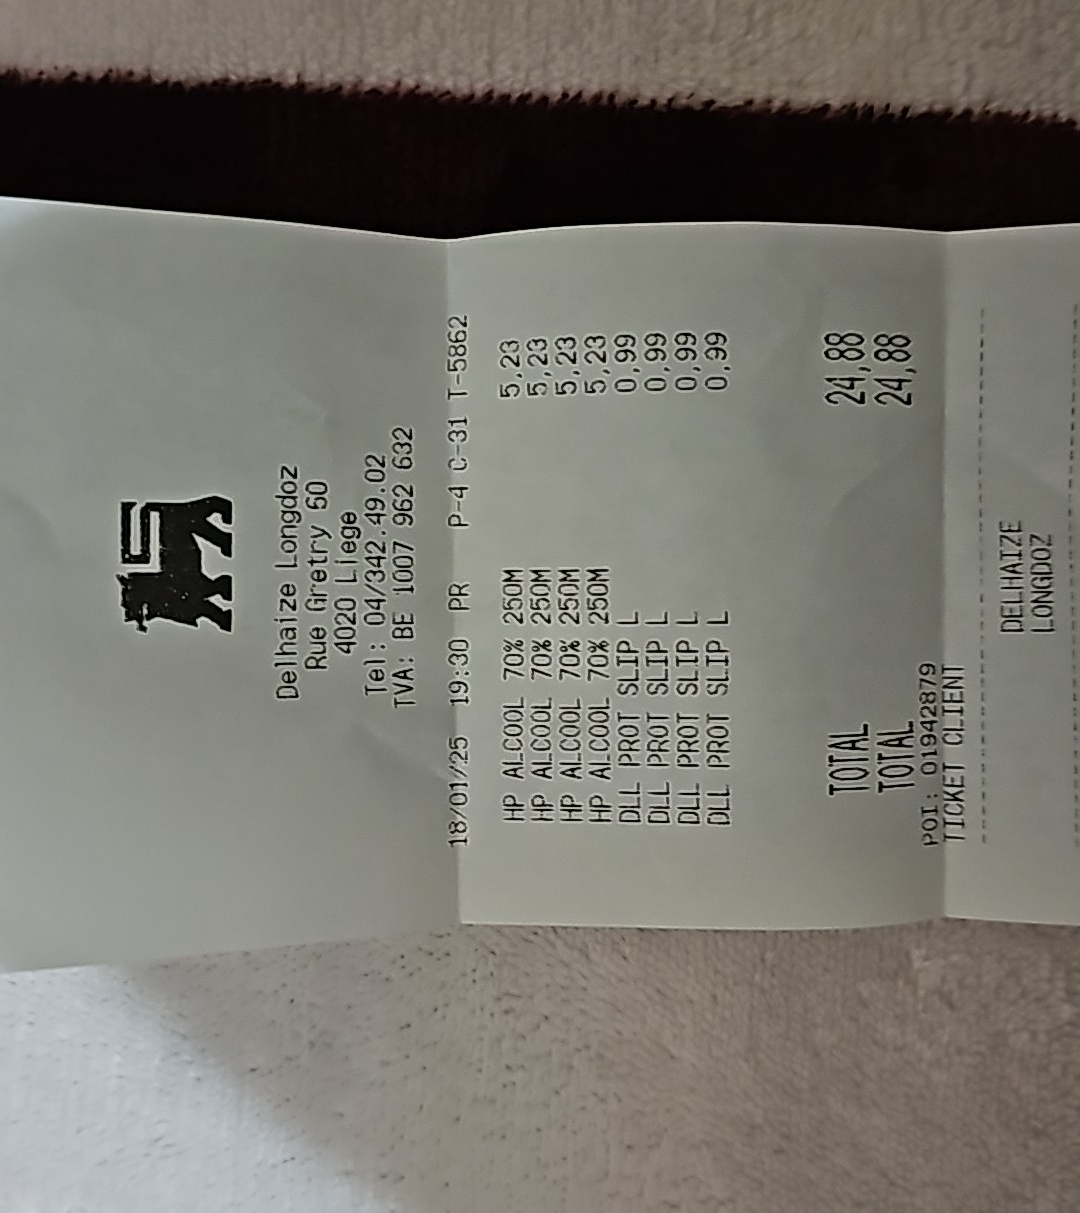 Delhaize Longdoz
Rue Gretry 50
4020 Liege
Tel: 04/342.49.02
TVA: BE 1007 962 632
18/01/25 19:30 PR P-4 C-31 T-5862
HP ALCOOL 70% 250M 5,23
HP ALCOOL 70% 250M 5,23
HP ALCOOL 70% 250M 5,23
HP ALCOOL 70% 250M 5,23
DLL PROT SLIP L 0,99
DLL PROT SLIP L 0,99
DLL PROT SLIP L 0,99
DLL PROT SLIP L 0,99
TOTAL 24,88
TOTAL 24,88
POI: 01942879
TICKET CLIENT
DELHAIZE
LONGDOZ